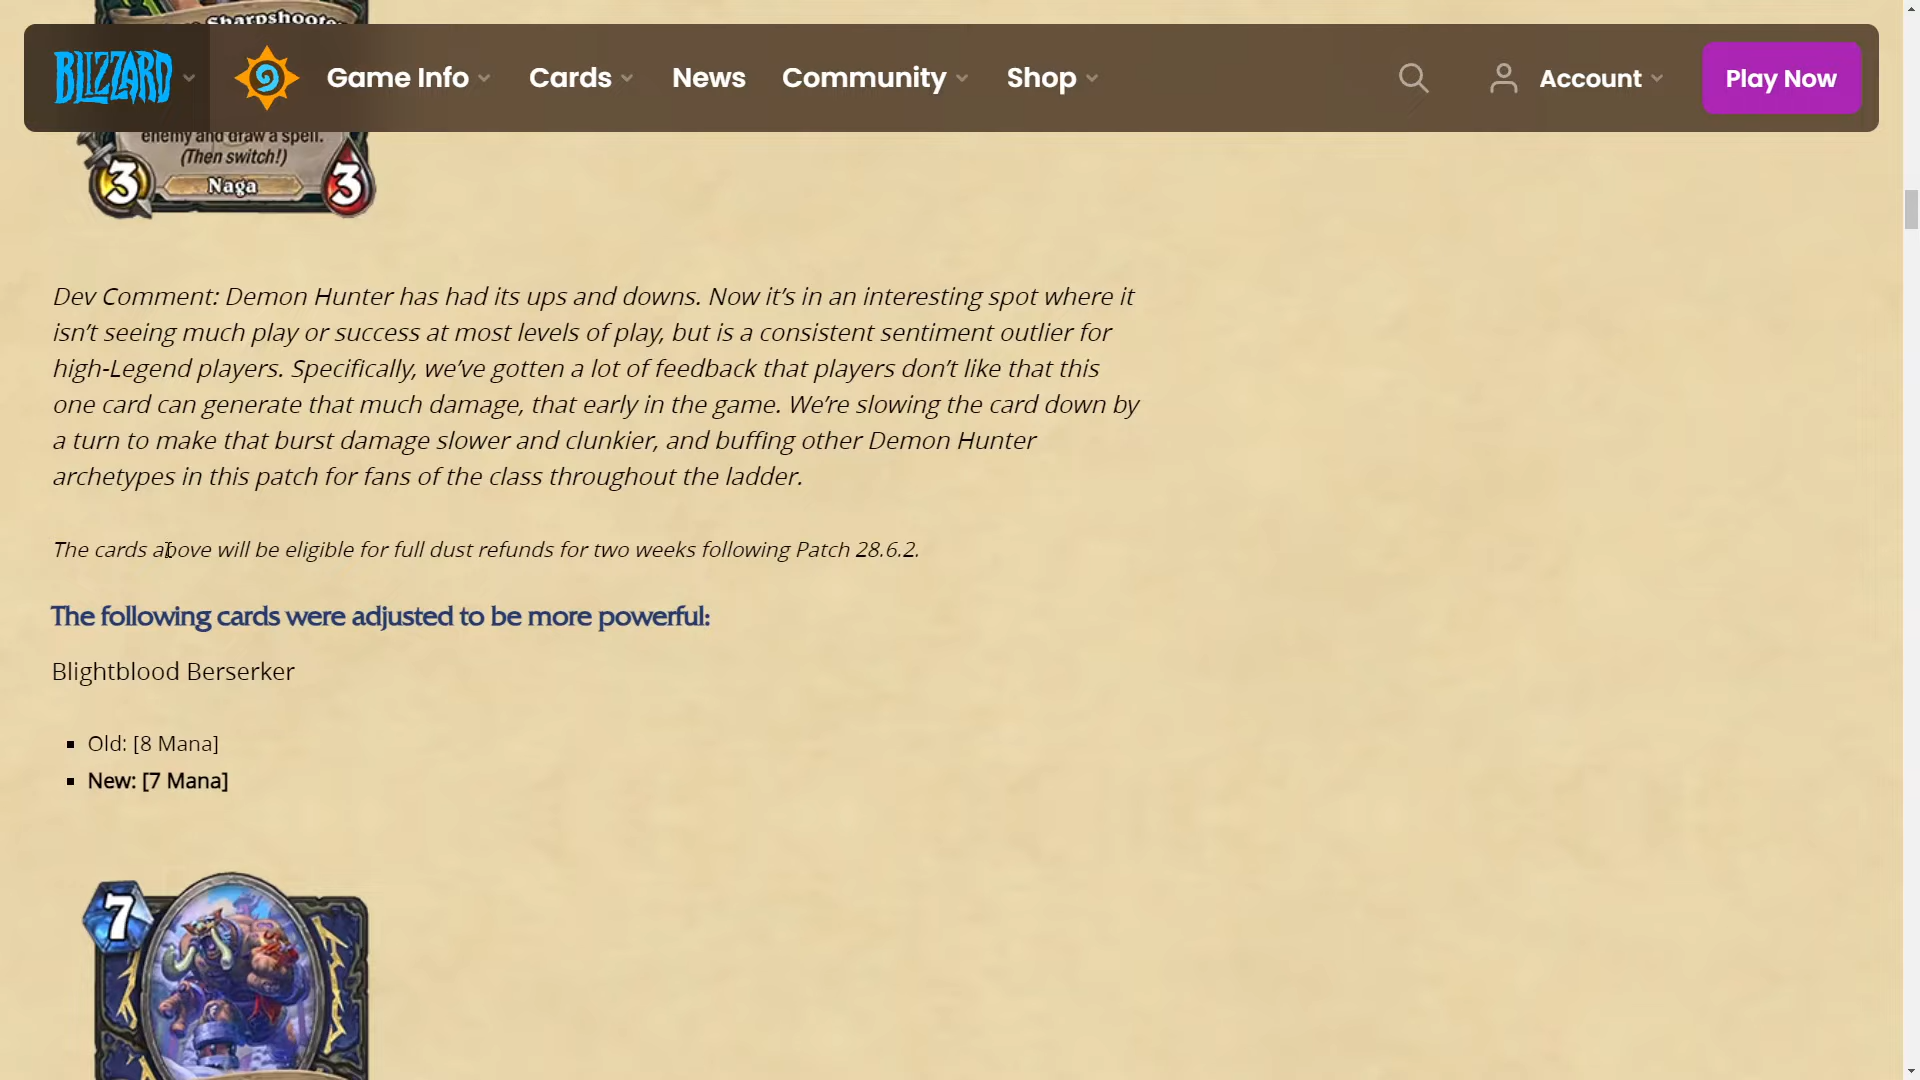 Sharpshooter
BLIZZARD
Game Info
Cards
News
Community
Shop
Account
Play Now
enemy and draw a spell.
(Then switch!)
3
Naga
3
Dev Comment: Demon Hunter has had its ups and downs. Now it’s in an interesting spot where it
isn’t seeing much play or success at most levels of play, but is a consistent sentiment outlier for
high-Legend players. Specifically, we’ve gotten a lot of feedback that players don’t like that this
one card can generate that much damage, that early in the game. We’re slowing the card down by
a turn to make that burst damage slower and clunkier, and buffing other Demon Hunter
archetypes in this patch for fans of the class throughout the ladder.
The cards above will be eligible for full dust refunds for two weeks following Patch 28.6.2.
The following cards were adjusted to be more powerful:
Blightblood Berserker
Old: [8 Mana]
New: [7 Mana]
7